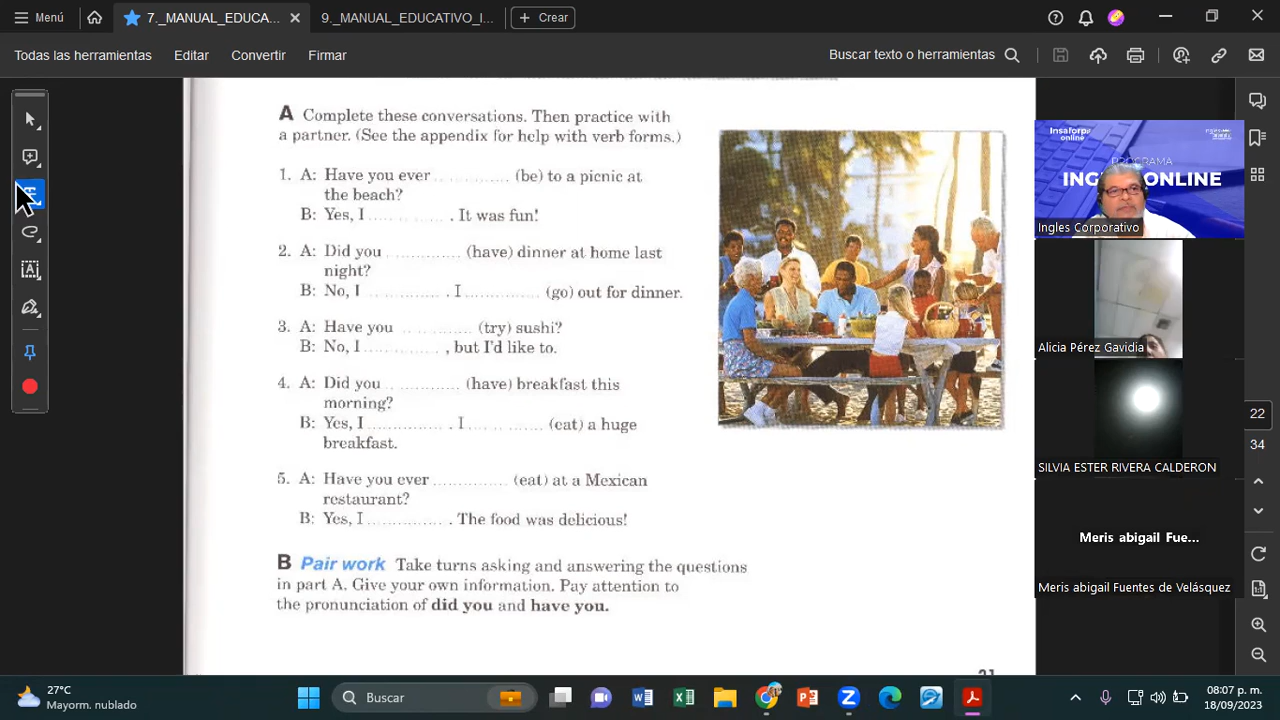 Menú
7._MANUAL_EDUCA...
9._MANUAL_EDUCATIVO_I...
Crear
Todas las herramientas
Editar
Convertir
Firmar
Buscar texto o herramientas
A Complete these conversations. Then practice with
a partner. (See the appendix for help with verb forms.)
1. A: Have you ever ............ (be) to a picnic at
the beach?
B: Yes, I ............ . It was fun!
2. A: Did you ............ (have) dinner at home last
night?
B: No, I ............ . I ............ (go) out for dinner.
3. A: Have you ............ (try) sushi?
B: No, I ............ , but I'd like to.
4. A: Did you ............ (have) breakfast this
morning?
B: Yes, I ............ . I ............ (eat) a huge
breakfast.
5. A: Have you ever ............ (eat) at a Mexican
restaurant?
B: Yes, I ............ . The food was delicious!
B Pair work Take turns asking and answering the questions
in part A. Give your own information. Pay attention to
the pronunciation of did you and have you.
Insaforp
online
PROGRAMA
INGL ONLINE
Ingles Corporativo
Alicia Pérez Gavidia
SILVIA ESTER RIVERA CALDERON
Meris abigail Fue...
Meris abigail Fuentes de Velásquez
22
34
27°C
Mayorm. nublado
Buscar
08:07 p. m.
18/09/2023